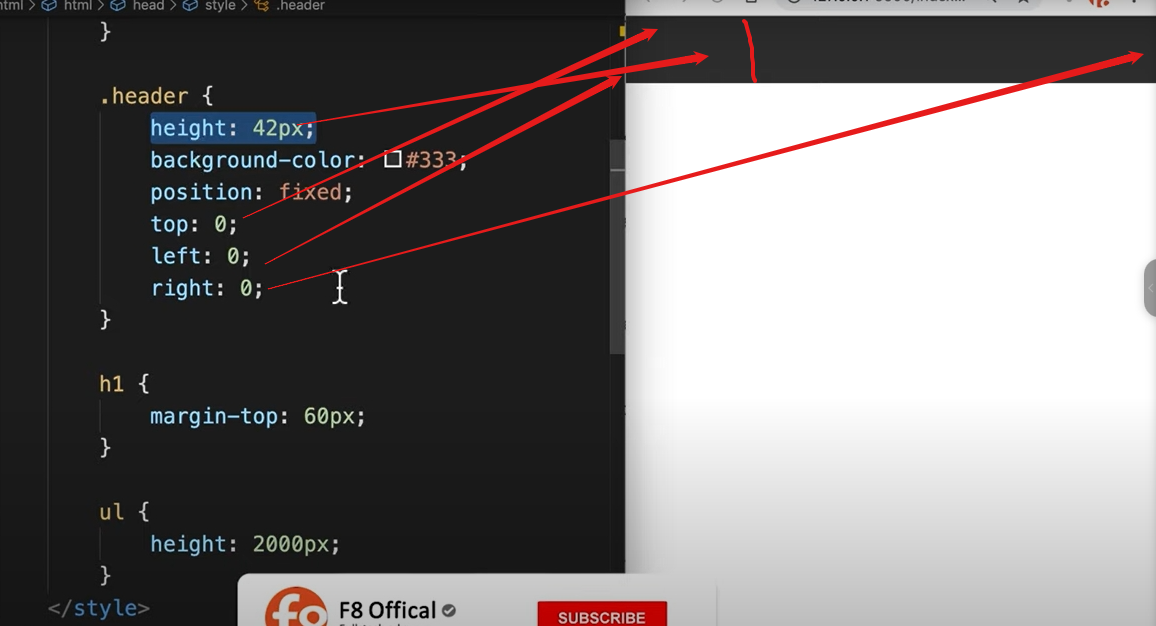 html > html > head > style > .header
}
.header {
height: 42px;
background-color: #333;
position: fixed;
top: 0;
left: 0;
right: 0;
}
h1 {
margin-top: 60px;
}
ul {
height: 2000px;
}
</style>
F8 Offical
SUBSCRIBE